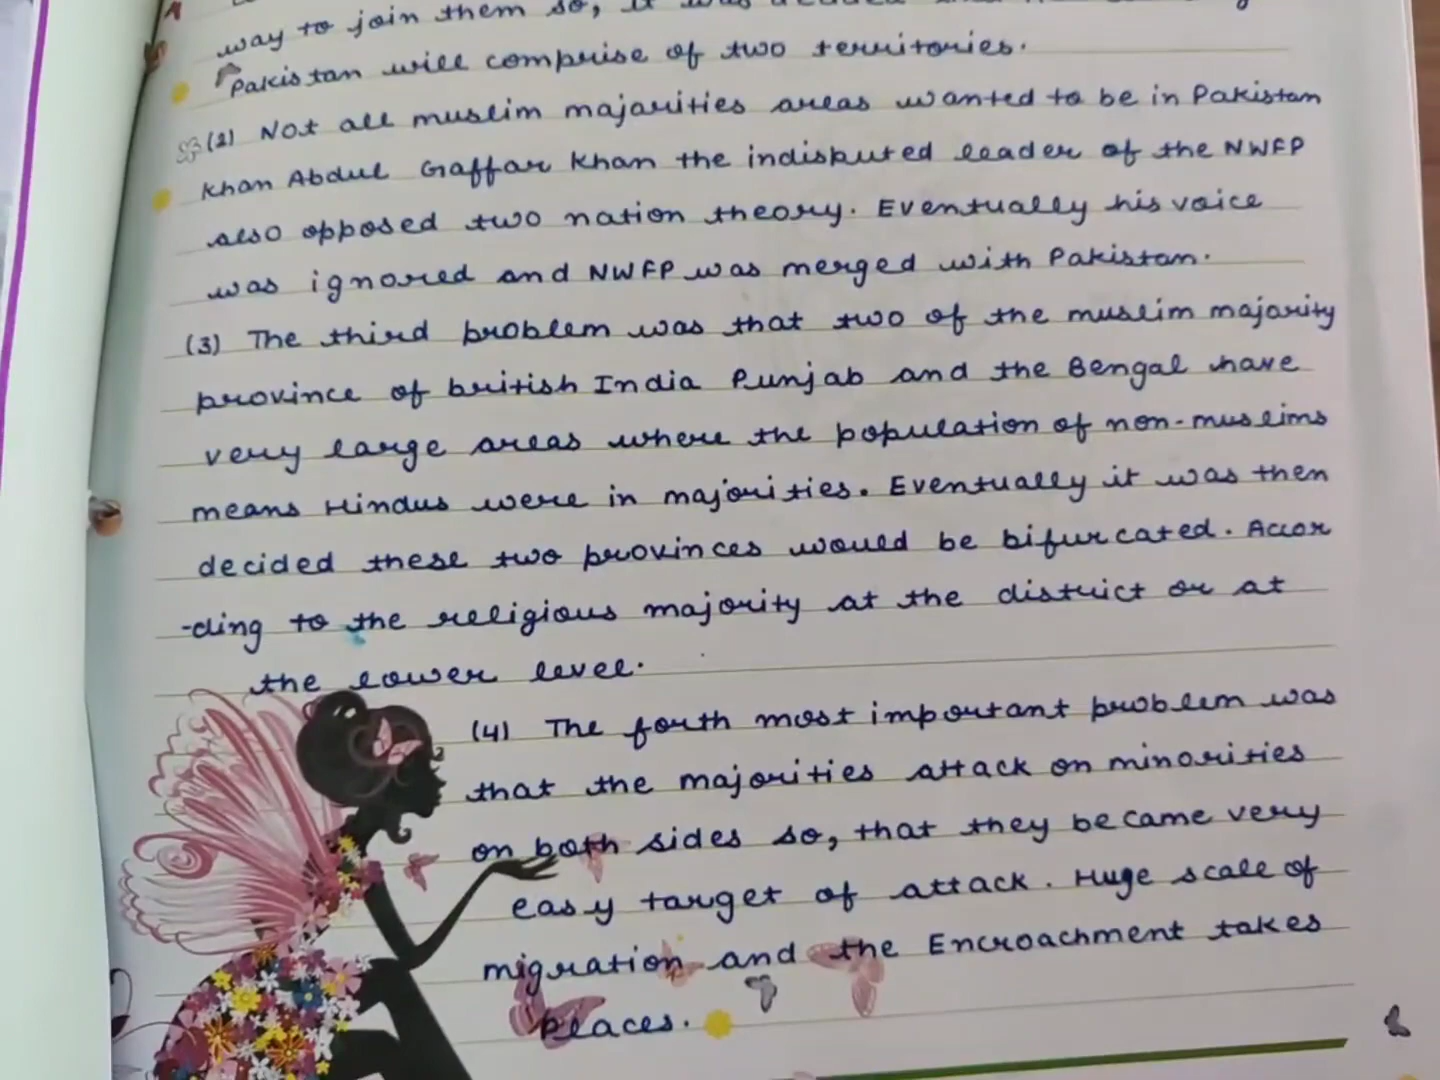 way to join them so, it was decided
Pakistan will comprise of two territories.
(2) Not all muslim majarities areas wanted to be in Pakistan
Khan Abdul Gaffar Khan the indisputed leader of the NWFP
also opposed two nation theory. Eventually his voice
was ignored and NWFP was merged with Pakistan.
(3) The third problem was that two of the muslim majority
province of british India Punjab and the Bengal have
very large areas where the population of non-muslims
means Hindus were in majorities. Eventually it was then
decided these two provinces would be bifurcated. Accor
-ding to the religious majority at the district or at
the lower level.
(4) The fourth most important problem was
that the majorities attack on minorities
on both sides so, that they became very
easy target of attack. Huge scale of
migration and the Encroachment takes
places.